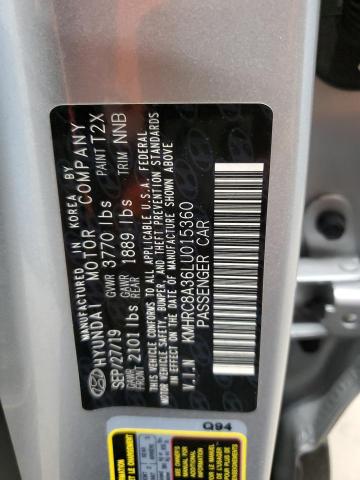 MANUFACTURED IN KOREA BY
HYUNDAI MOTOR COMPANY
SEP/27/19 GVWR 3770 lbs PAINT T2X
GAWR FRONT 2101 lbs GAWR REAR 1889 lbs TRIM NNB
THIS VEHICLE CONFORMS TO ALL APPLICABLE U.S.A. FEDERAL
MOTOR VEHICLE SAFETY, BUMPER, AND THEFT PREVENTION STANDARDS
IN EFFECT ON THE DATE OF MANUFACTURE SHOWN ABOVE.
V.I.N KMHRC8A36LU015360
PASSENGER CAR
Q94